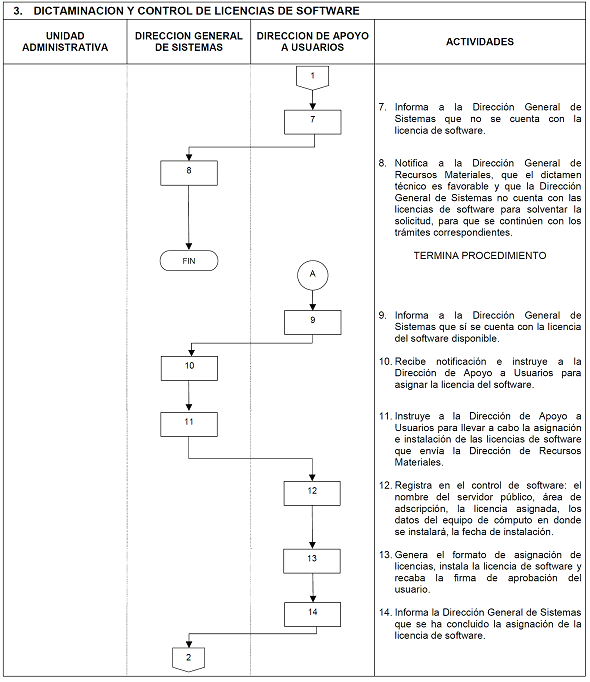 3. DICTAMINACION Y CONTROL DE LICENCIAS DE SOFTWARE
UNIDAD
ADMINISTRATIVA
DIRECCION GENERAL
DE SISTEMAS
DIRECCION DE APOYO
A USUARIOS
ACTIVIDADES
1
7
8
FIN
A
9
10
11
12
13
14
2
7. Informa a la Dirección General de
Sistemas que no se cuenta con la
licencia de software.
8. Notifica a la Dirección General de
Recursos Materiales, que el dictamen
técnico es favorable y que la Dirección
General de Sistemas no cuenta con las
licencias de software para solventar la
solicitud, para que se continúen con los
trámites correspondientes.
TERMINA PROCEDIMIENTO
9. Informa a la Dirección General de
Sistemas que sí se cuenta con la licencia
del software disponible.
10. Recibe notificación e instruye a la
Dirección de Apoyo a Usuarios para
asignar la licencia del software.
11. Instruye a la Dirección de Apoyo a
Usuarios para llevar a cabo la asignación
e instalación de las licencias de software
que envía la Dirección de Recursos
Materiales.
12. Registra en el control de software: el
nombre del servidor público, área de
adscripción, la licencia asignada, los
datos del equipo de cómputo en donde
se instalará, la fecha de instalación.
13. Genera el formato de asignación de
licencias, instala la licencia de software y
recaba la firma de aprobación del
usuario.
14. Informa la Dirección General de Sistemas
que se ha concluido la asignación de la
licencia de software.